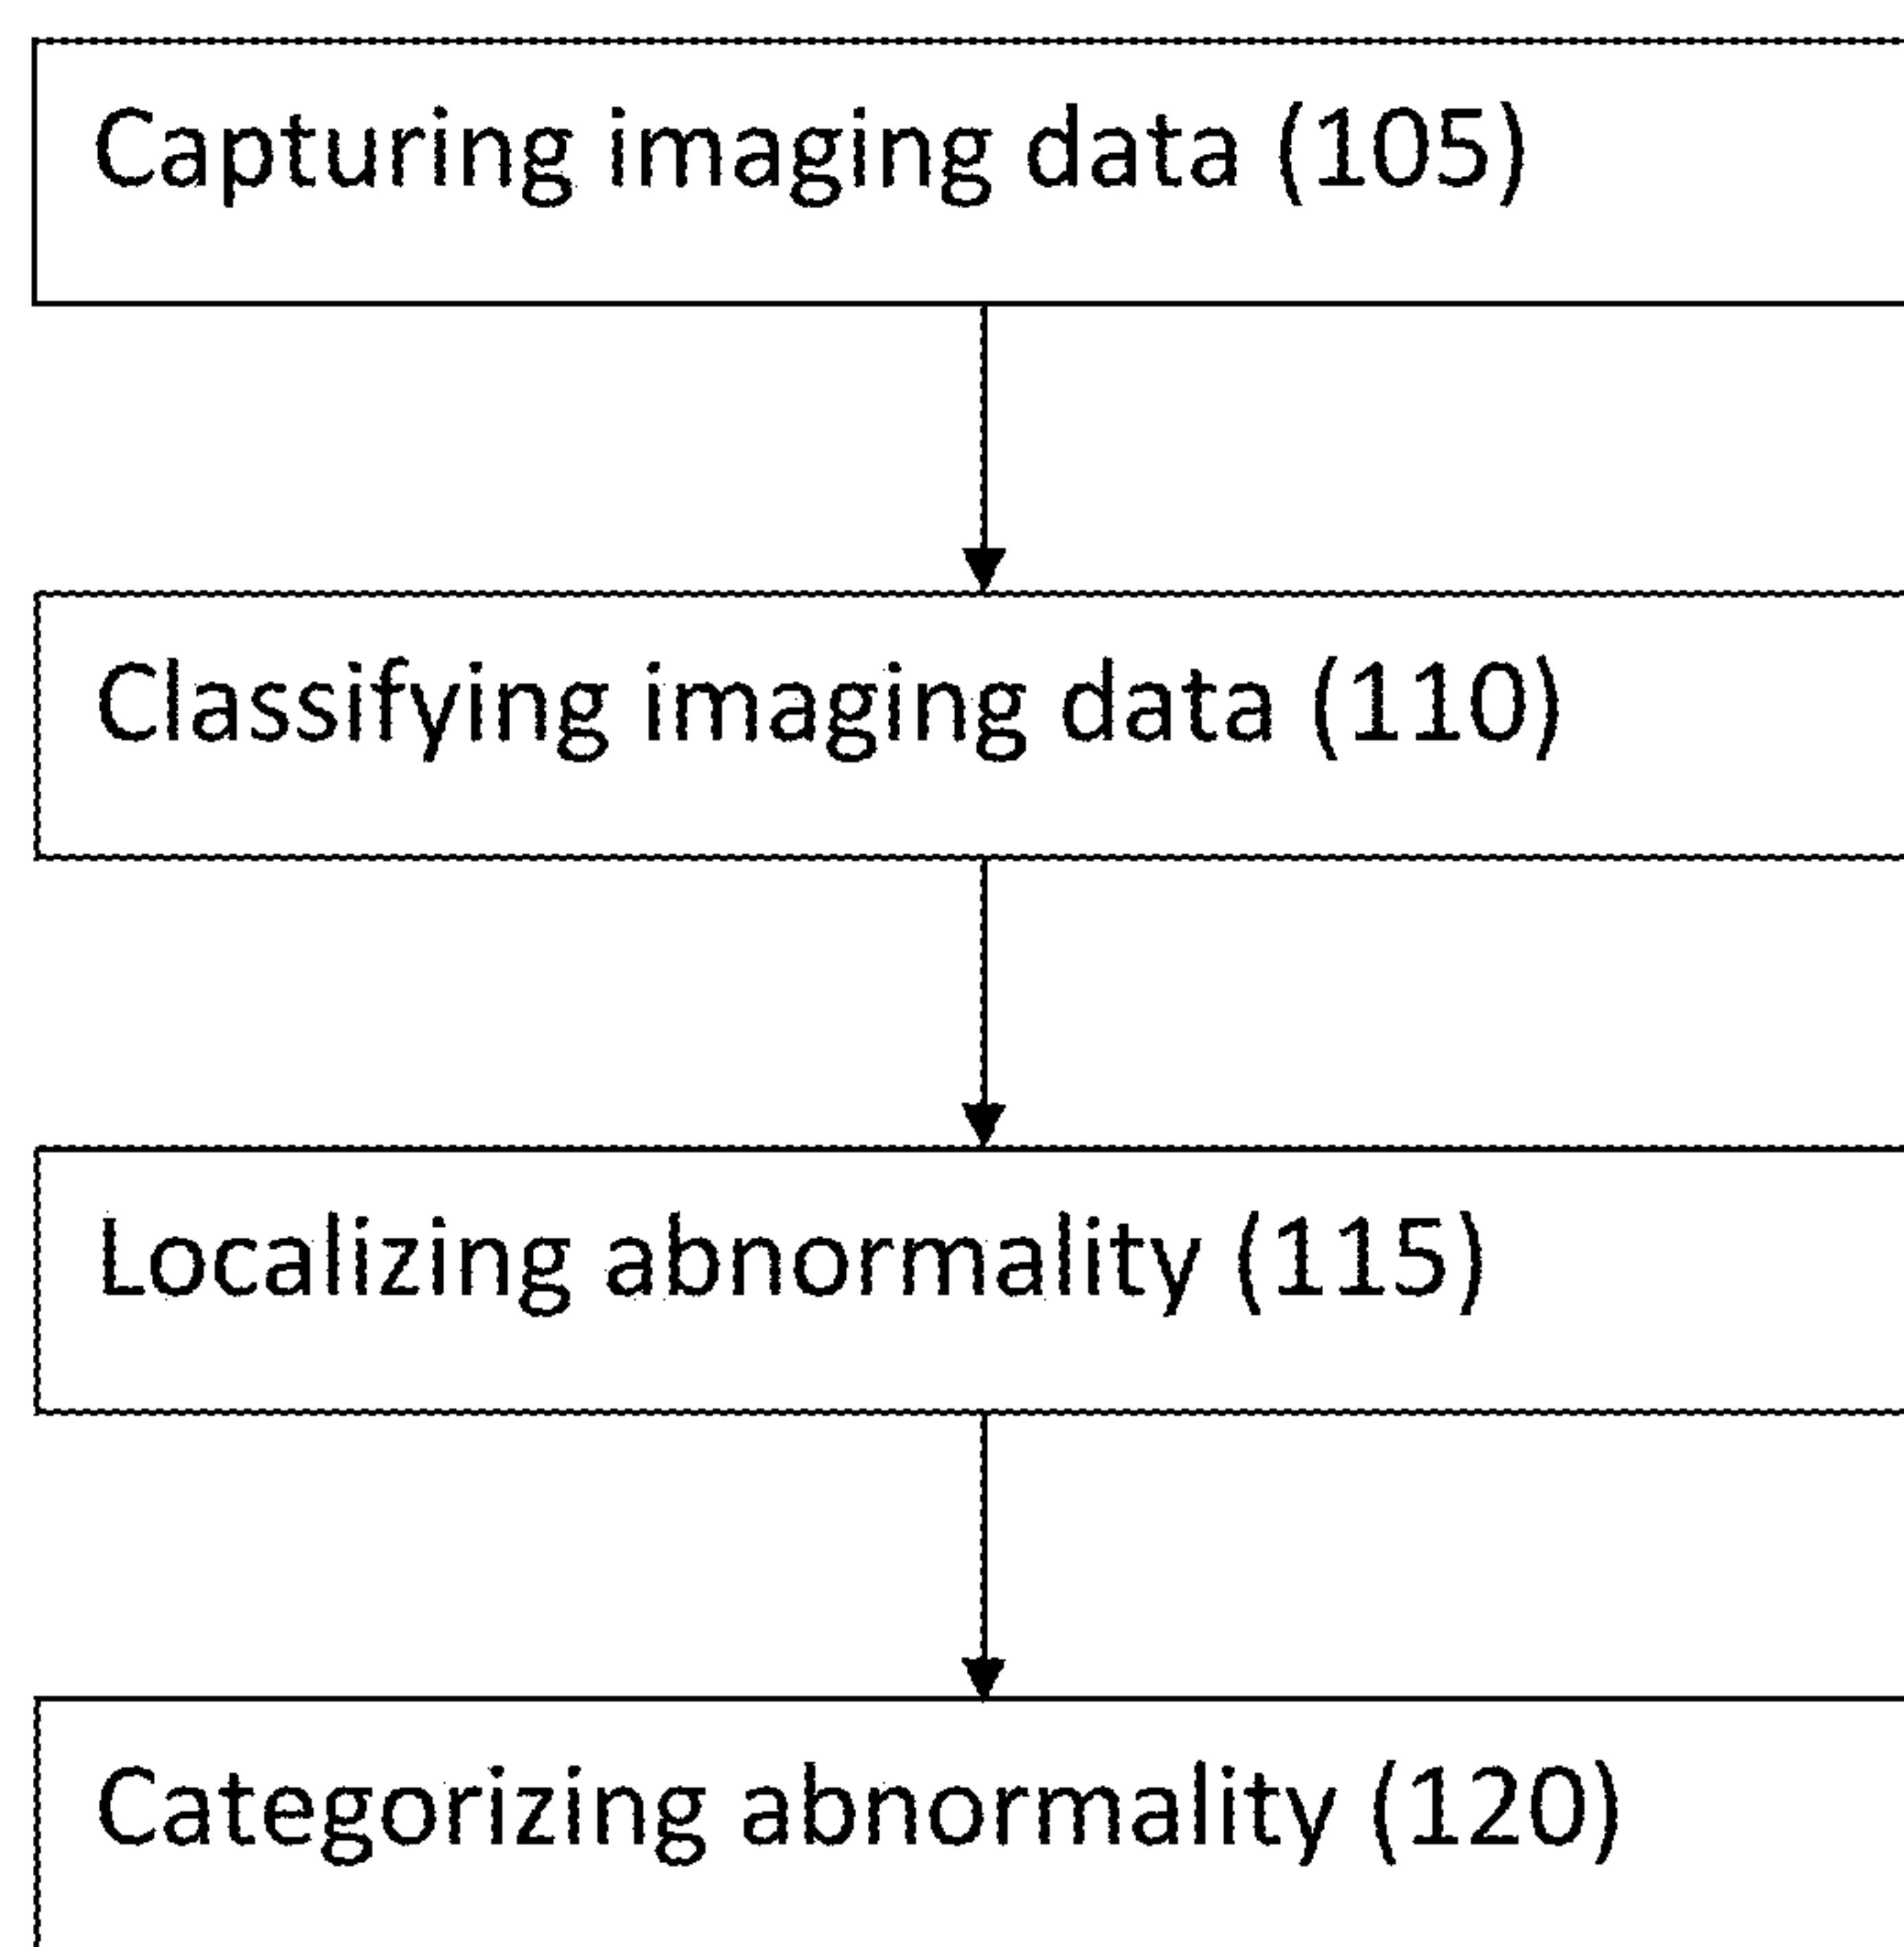 Capturing imaging data (105)
Classifying imaging data (110)
Localizing abnormality (115)
Categorizing abnormality (120)